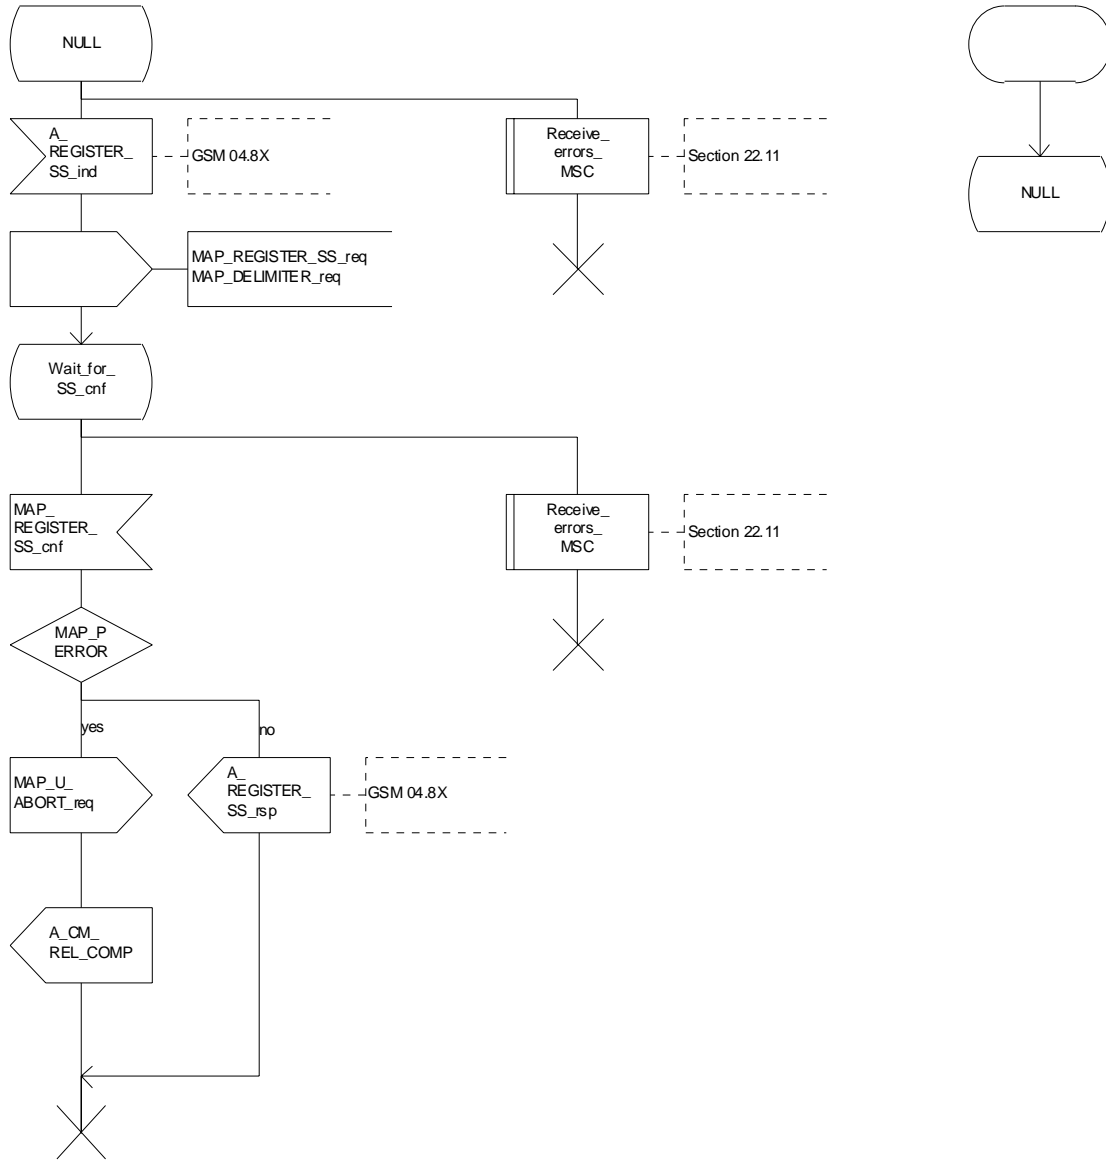 NULL
A_
REGISTER_
SS_ind
GSM 04.8X
Receive_
errors_
MSC
Section 22.11
NULL
MAP_REGISTER_SS_req
MAP_DELIMITER_req
Wait_for_
SS_cnf
MAP_
REGISTER_
SS_cnf
Receive_
errors_
MSC
Section 22.11
MAP_P
ERROR
yes
no
MAP_U_
ABORT_req
A_
REGISTER_
SS_rsp
GSM 04.8X
A_CM_
REL_COMP